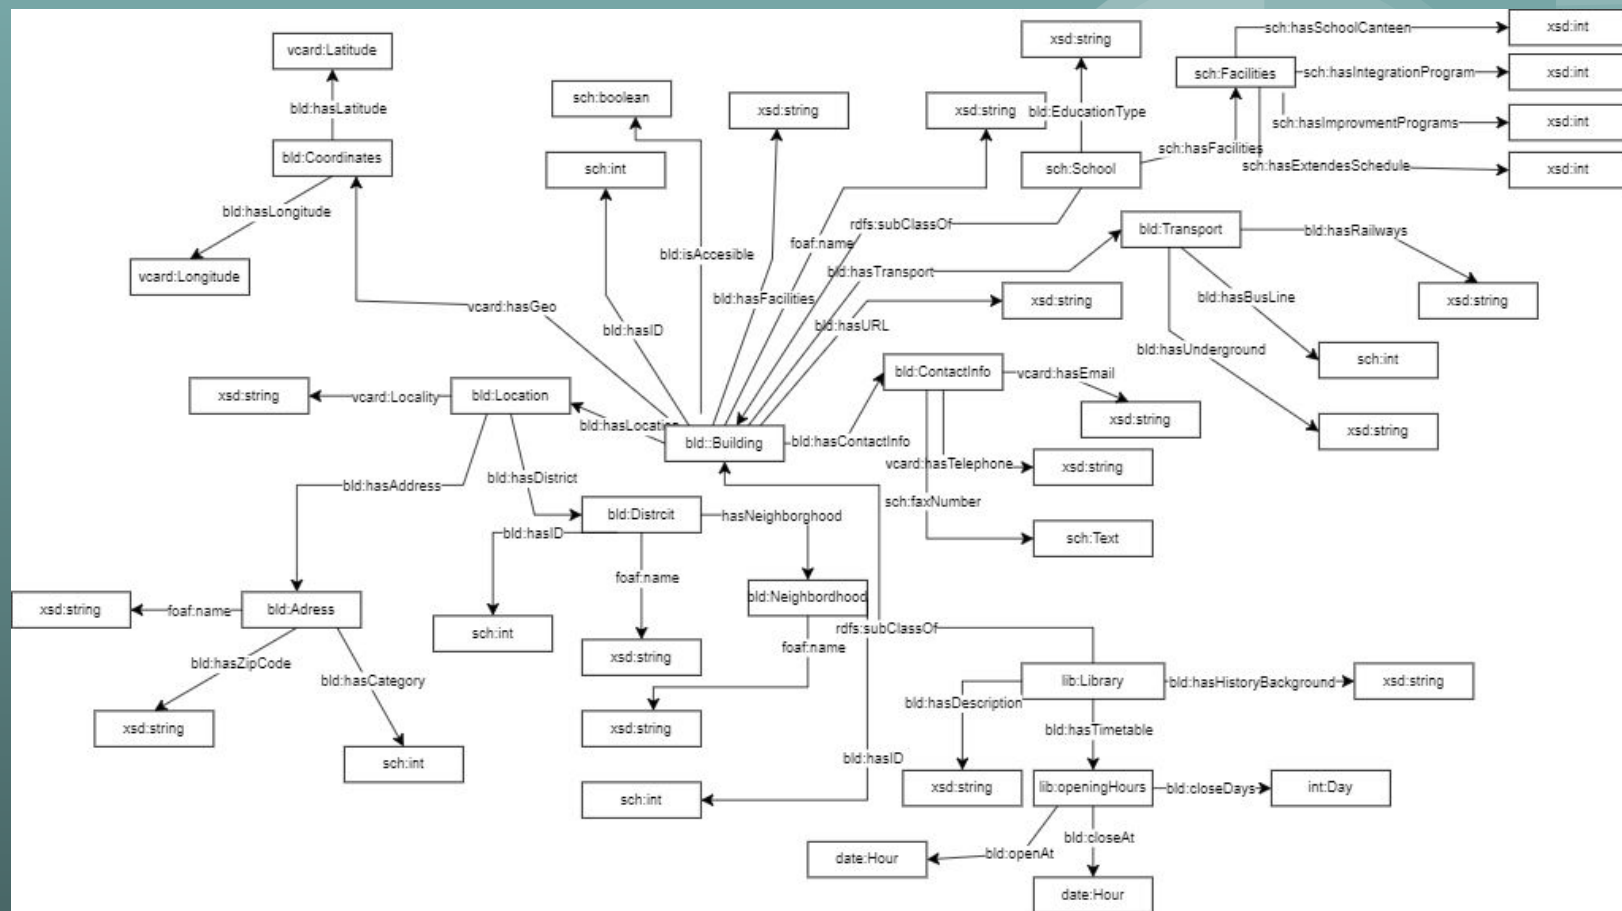 xsd:string
sch:hasSchoolCanteen
xsd:int
vcard:Latitude
sch:Facilities
sch:hasIntegrationProgram
xsd:int
sch:boolean
xsd:string
xsd:string
bld:EducationType
bld:hasLatitude
sch:hasImprovmentPrograms
xsd:int
bld:Coordinates
sch:int
sch:School
sch:hasFacilities
sch:hasExtendesSchedule
xsd:int
bld:hasLongitude
rdfs:subClassOf
bld:Transport
bld:hasRailways
foaf:name
bld:isAccesible
vcard:Longitude
bld:hasTransport
bld:hasFacilities
xsd:string
bld:hasBusLine
xsd:string
vcard:hasGeo
bld:hasID
bld:hasURL
bld:hasUnderground
sch:int
bld:ContactInfo
vcard:hasEmail
xsd:string
vcard:Locality
bld:Location
bld:hasLocation
xsd:string
xsd:string
bld::Building
bld:hasContactInfo
vcard:hasTelephone
xsd:string
bld:hasAddress
bld:hasDistrict
sch:faxNumber
bld:Distrcit
hasNeighborghood
bld:hasID
sch:Text
foaf:name
bld:Neighbordhood
xsd:string
foaf:name
bld:Adress
sch:int
rdfs:subClassOf
xsd:string
foaf:name
bld:hasZipCode
bld:hasCategory
lib:Library
bld:hasHistoryBackground
xsd:string
bld:hasDescription
xsd:string
xsd:string
bld:hasTimetable
sch:int
bld:hasID
xsd:string
lib:openingHours
bld:closeDays
int:Day
sch:int
bld:closeAt
date:Hour
bld:openAt
date:Hour